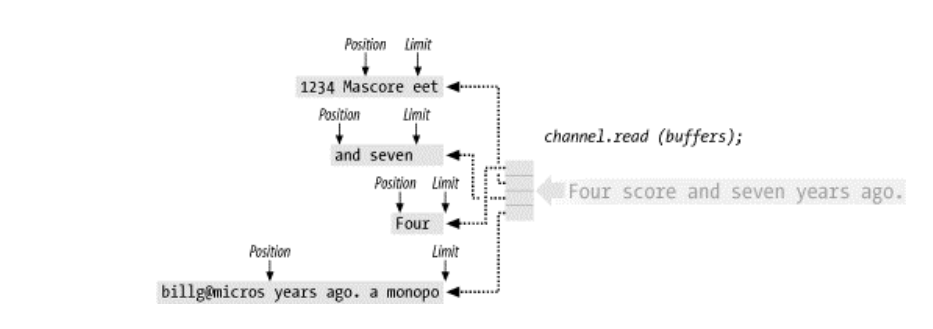 Position Limit
1234 Mascore eet
Position Limit
channel.read (buffers);
and seven
Position Limit
Four score and seven years ago.
Four
Position Limit
billg@micros years ago. a monopo